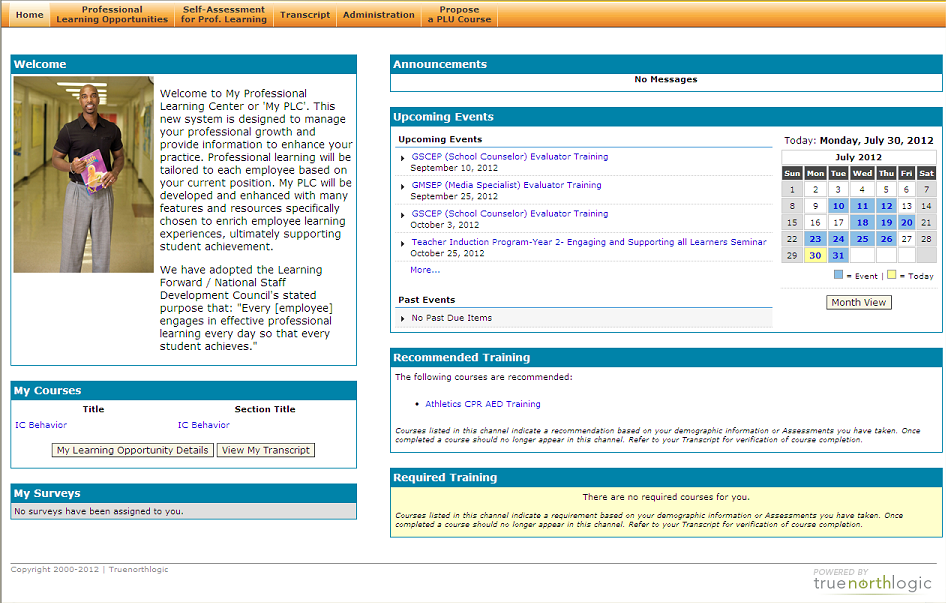 Home
Professional
Learning Opportunities
Self-Assessment
for Prof. Learning
Transcript
Administration
Propose
a PLU Course
Welcome
Welcome to My Professional
Learning Center or 'My PLC'. This
new system is designed to manage
your professional growth and
provide information to enhance your
practice. Professional learning will be
tailored to each employee based on
your current position. My PLC will be
developed and enhanced with many
features and resources specifically
chosen to enrich employee learning
experiences, ultimately supporting
student achievement.
We have adopted the Learning
Forward / National Staff
Development Council's stated
purpose that: "Every [employee]
engages in effective professional
learning every day so that every
student achieves."
My Courses
Title Section Title
IC Behavior IC Behavior
My Learning Opportunity Details View My Transcript
My Surveys
No surveys have been assigned to you.
Announcements
No Messages
Upcoming Events
Upcoming Events
GSCEP (School Counselor) Evaluator Training
September 10, 2012
GMSEP (Media Specialist) Evaluator Training
September 25, 2012
GSCEP (School Counselor) Evaluator Training
October 3, 2012
Teacher Induction Program-Year 2- Engaging and Supporting all Learners Seminar
October 25, 2012
More...
Past Events
No Past Due Items
Today: Monday, July 30, 2012
July 2012
Sun Mon Tue Wed Thu Fri Sat
1 2 3 4 5 6 7
8 9 10 11 12 13 14
15 16 17 18 19 20 21
22 23 24 25 26 27 28
29 30 31
= Event | = Today
Month View
Recommended Training
The following courses are recommended:
• Athletics CPR AED Training
Courses listed in this channel indicate a recommendation based on your demographic information or Assessments you have taken. Once
completed a course should no longer appear in this channel. Refer to your Transcript for verification of course completion.
Required Training
There are no required courses for you.
Courses listed in this channel indicate a requirement based on your demographic information or Assessments you have taken. Once
completed a course should no longer appear in this channel. Refer to your Transcript for verification of course completion.
Copyright 2000-2012 | Truenorthlogic
POWERED BY
truenorthlogic